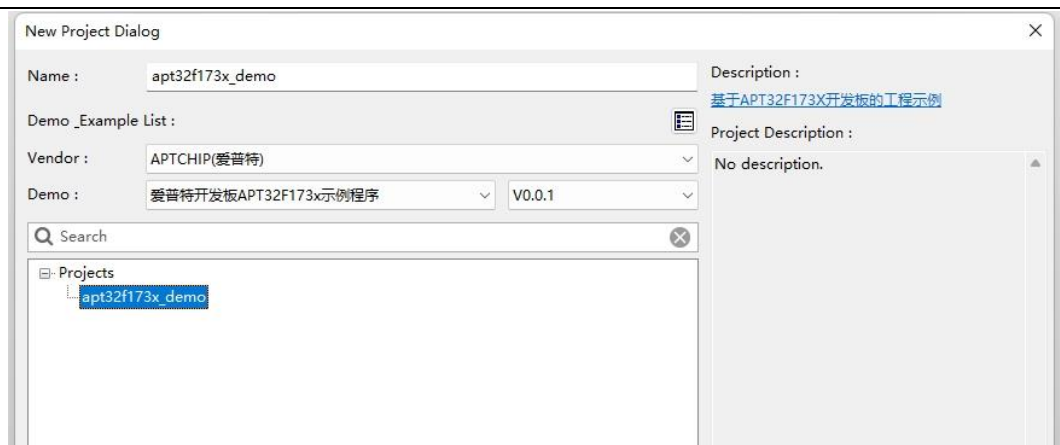 New Project Dialog
Name :
apt32f173x_demo
Demo _Example List :
Vendor :
APTCHIP(爱普特)
Demo :
爱普特开发板APT32F173x示例程序
V0.0.1
Search
Projects
apt32f173x_demo
Description :
基于APT32F173X开发板的工程示例
Project Description :
No description.